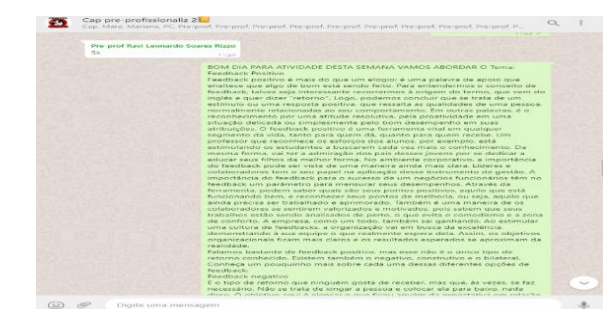 Cap pre-profissionaliz 2
Cap, Mara, Mariana, PC, Pre-prof, Pre-prof, Pre-prof, Pre-prof, Pre-prof, Pre-prof, Pre-prof, Pre-prof, P...
Pre-prof Ravi Leonardo Soares Rizzo
BOM DIA PARA ATIVIDADE DESTA SEMANA VAMOS ABORDAR O Tema:
Feedback Positivo
Feedback positivo é mais do que um elogio: é uma palavra de apoio que
enaltece que algo de bom está sendo feito. Para entendermos o conceito de
feedback, talvez seja interessante recorrermos à origem do termo, que vem do
inglês e quer dizer "retorno". Logo, podemos concluir que se trata de um
estímulo ou uma resposta positiva, que ressalta as qualidades de uma pessoa,
normalmente relacionadas ao seu comportamento. Em outras palavras, é o
reconhecimento por uma atitude resolutiva, pela proatividade em uma
situação delicada ou simplesmente pelo bom desempenho em suas
atribuições. O feedback positivo é uma ferramenta vital em qualquer
segmento da vida, tanto para quem dá, quanto para quem recebe. Um
professor que reconhece os esforços dos alunos, por exemplo, está
estimulando os estudantes a buscarem cada vez mais o conhecimento. Da
mesma forma, vai ter a admiração dos pais desses jovens por se dedicar a
educar seus filhos da melhor forma. No ambiente corporativo, a importância
do feedback pode ser vista de uma maneira ainda mais clara. Líderes e
colaboradores tem o seu papel na aplicação desse instrumento de gestão. A
importância do feedback para o sucesso de um negócios funcionários têm no
feedback um parâmetro para mensurar seus desempenhos. Através da
ferramenta, podem saber quais são seus pontos positivos, aquilo que está
funcionando bem, e reconhecer seus pontos de melhoria, ou seja, aquilo que
ainda precisa ser trabalhado e aprimorado. Também é uma maneira de os
colaboradores se sentirem valorizados e motivados, pois sabem que seus
trabalhos estão sendo analisados de perto, o que evita o comodismo e a zona
de conforto. A empresa, como um todo, também sai ganhando. Ao estimular
uma cultura de feedbacks, a organização vai em busca da excelência,
demonstrando à sua equipe o que realmente espera dela. Assim, os objetivos
organizacionais ficam mais claros e os resultados esperados se aproximam da
realidade.
Falamos bastante de feedback positivo, mas esse não é o único tipo de
retorno conhecido. Existem também o negativo, construtivo e o bilateral.
Conheça um pouquinho mais sobre cada uma dessas diferentes opções de
feedback.
Feedback negativo
É o tipo de retorno que ninguém gosta de receber, mas que, às vezes, se faz
necessário. Não se trata de xingar a pessoa e colocar ela para baixo, nada
Digite uma mensagem